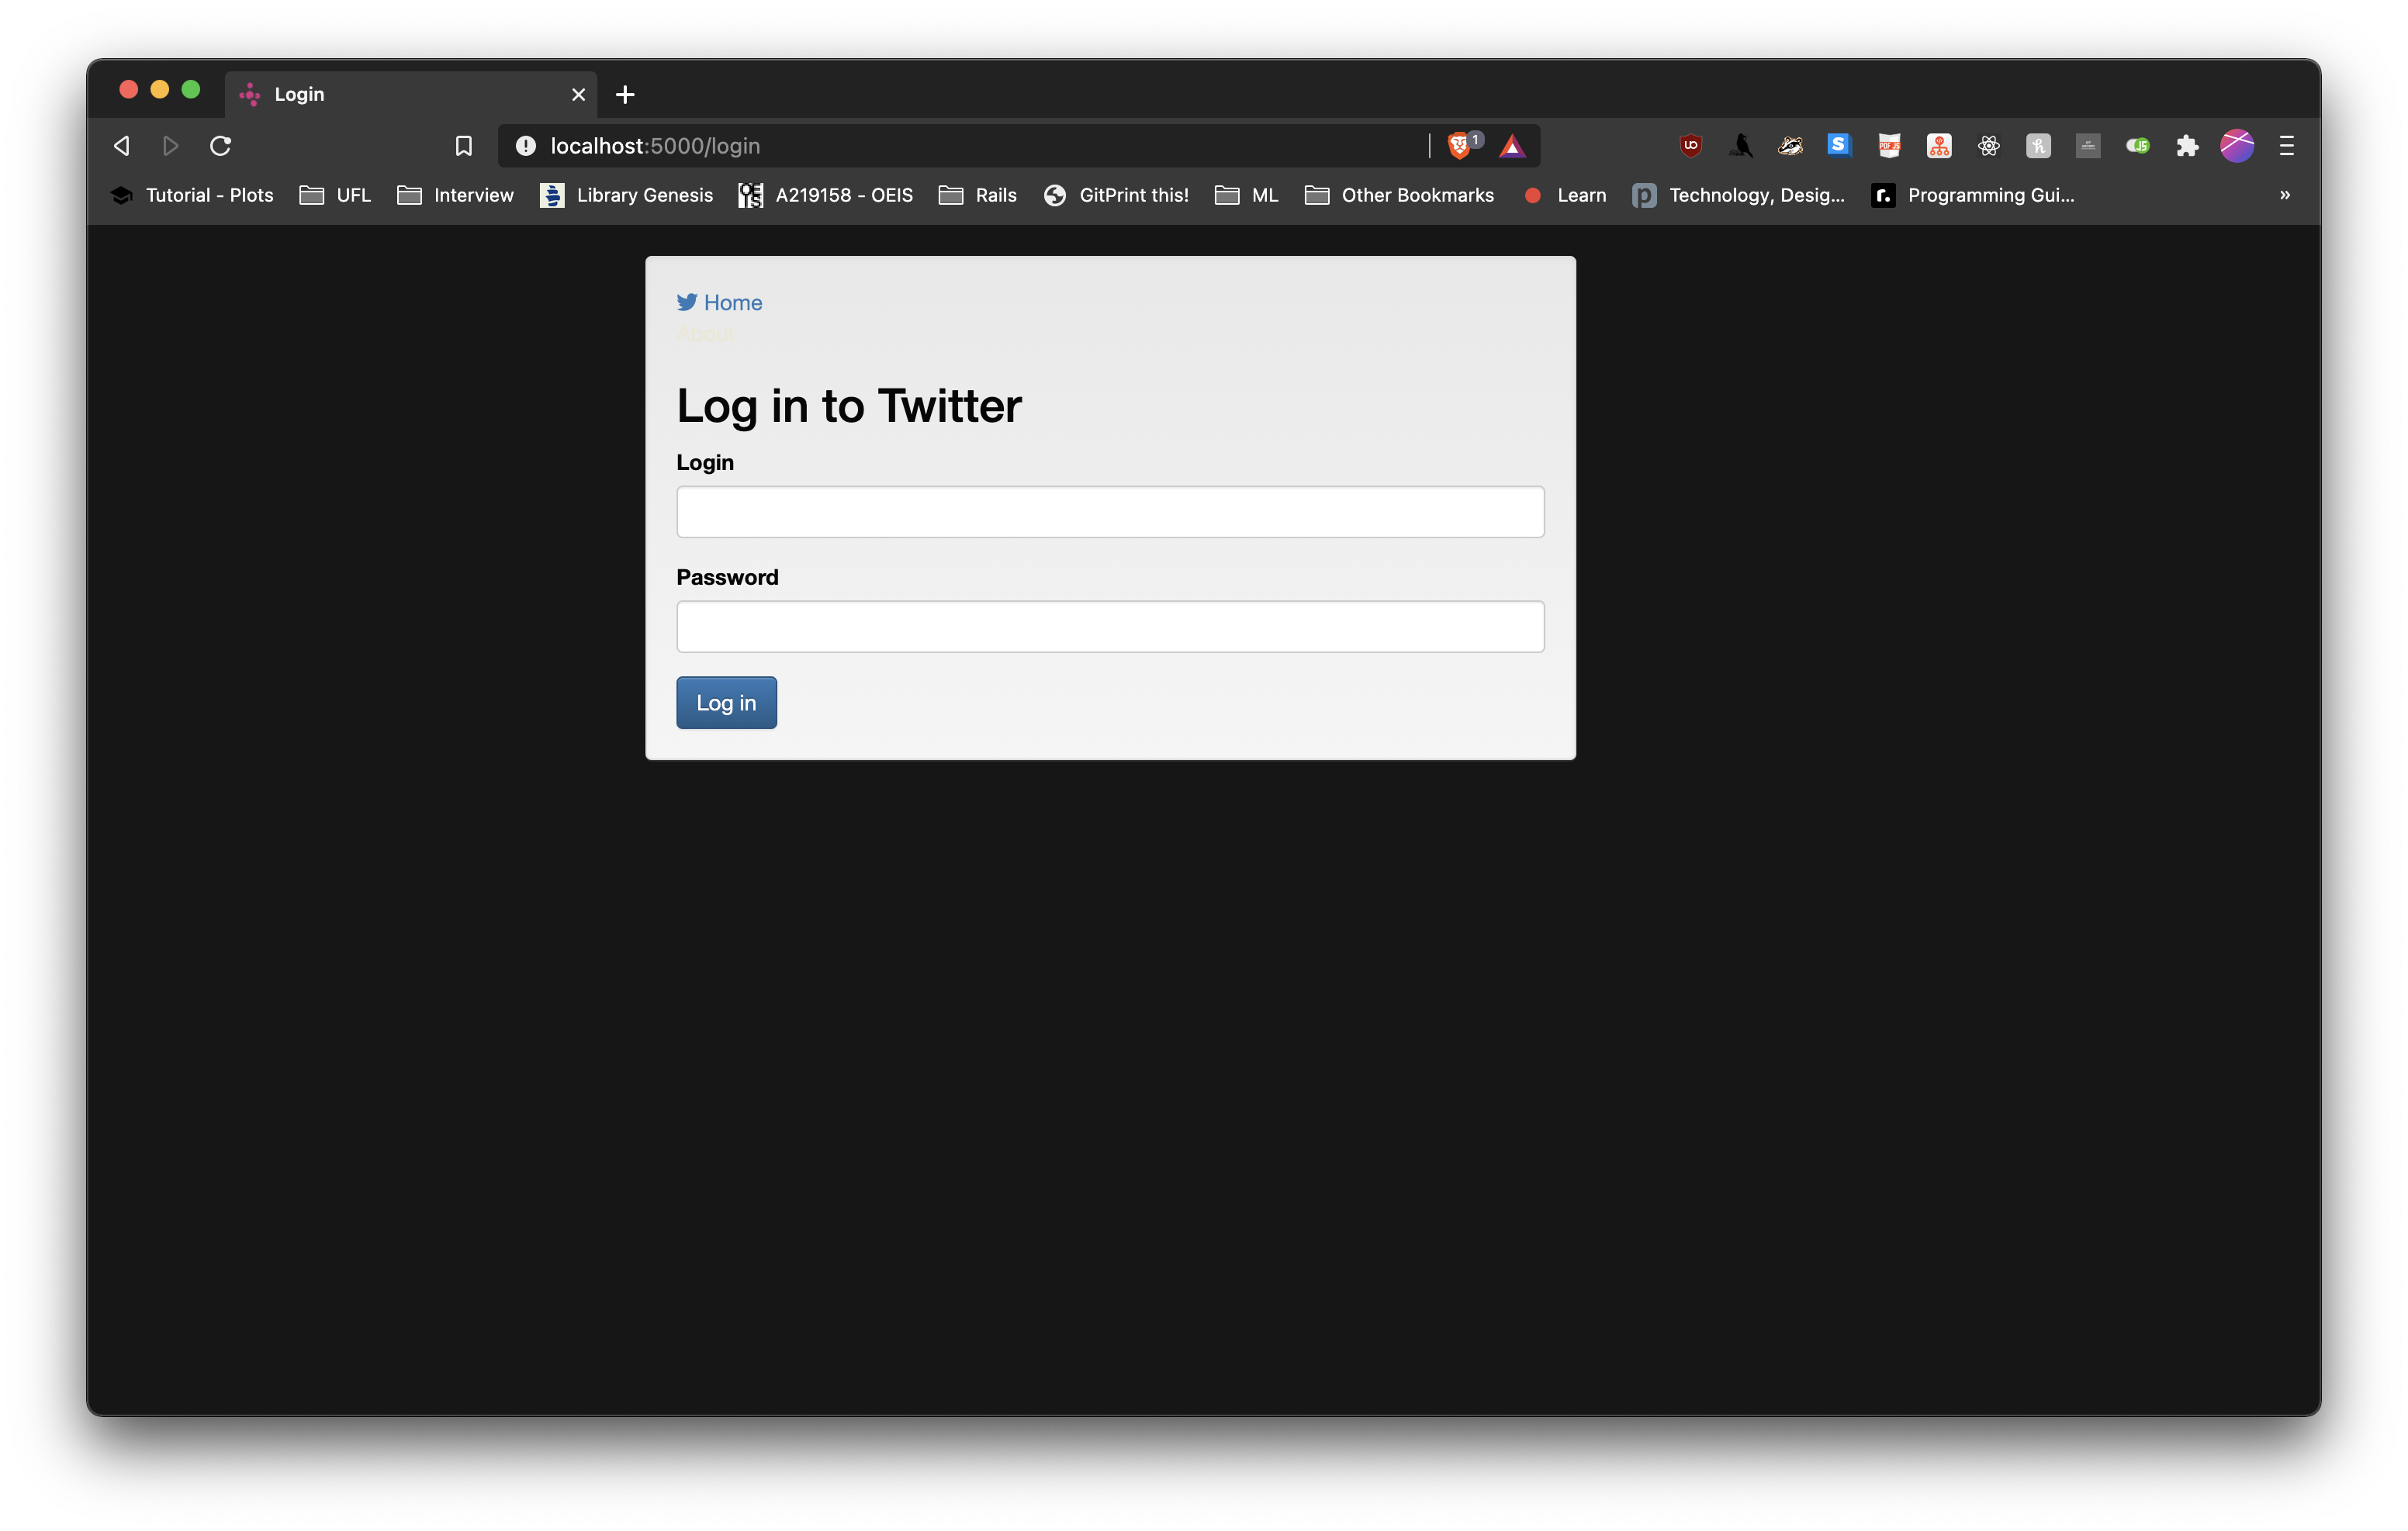 Login
localhost:5000/login
1
Tutorial - Plots UFL Interview Library Genesis A219158 - OEIS Rails GitPrint this! ML Other Bookmarks Learn Technology, Desig... Programming Gui... »
Home
About
Log in to Twitter
Login
Password
Log in